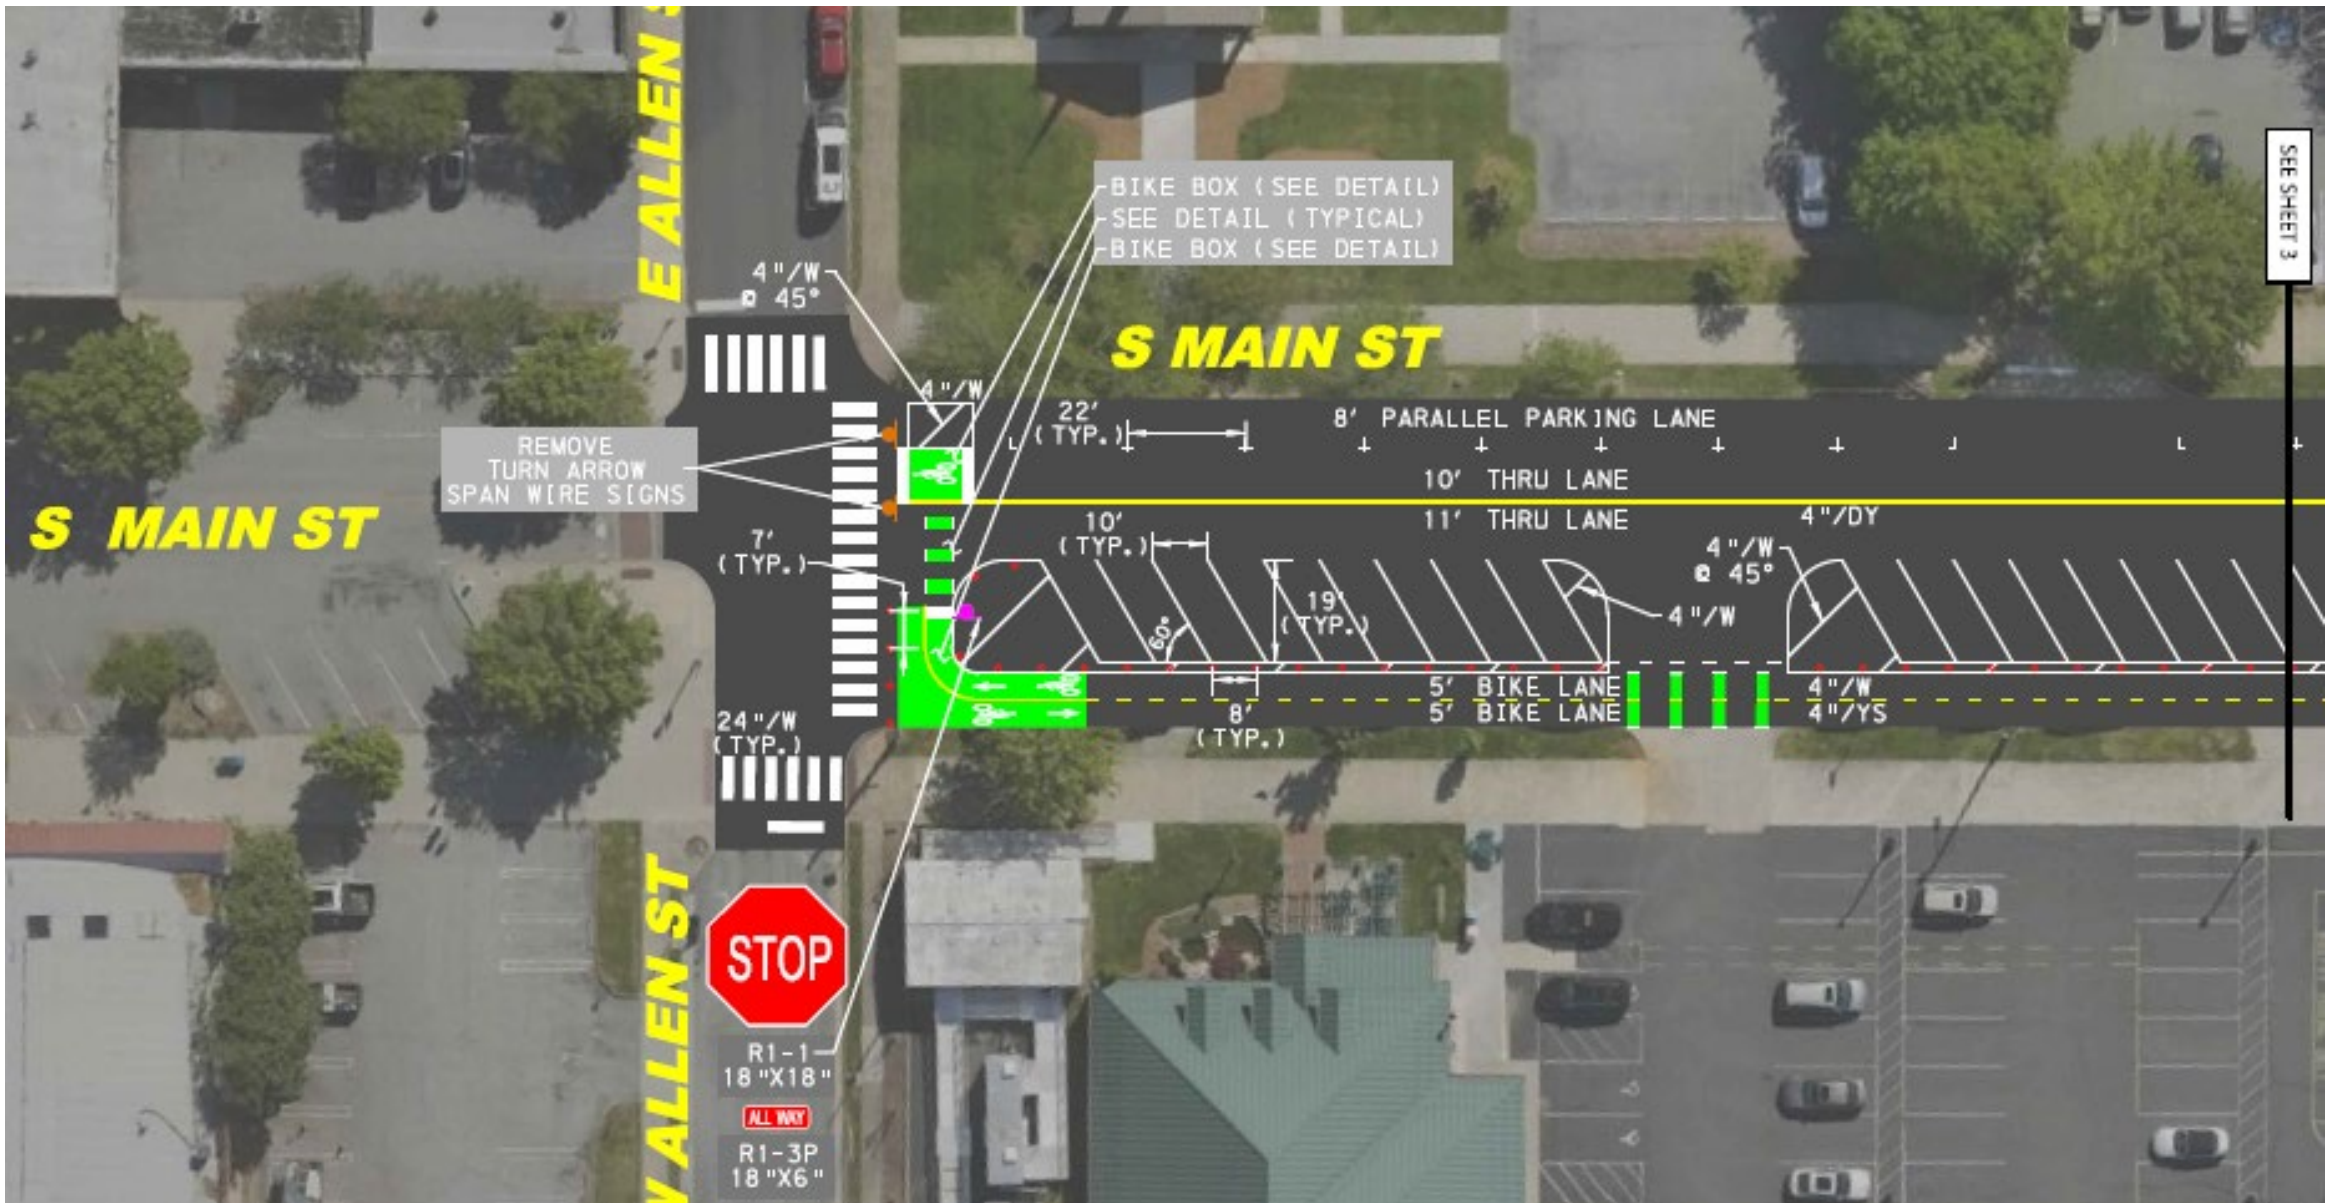 E ALLEN S
BIKE BOX (SEE DETAIL)
SEE DETAIL (TYPICAL)
BIKE BOX (SEE DETAIL)
SEE SHEET 3
4"/W
@ 45°
S MAIN ST
4"/W
22'
(TYP.)
8' PARALLEL PARKING LANE
REMOVE
TURN ARROW
SPAN WIRE SIGNS
10' THRU LANE
S MAIN ST
11' THRU LANE
4"/DY
10'
(TYP.)
7'
(TYP.)
4"/W
@ 45°
19'
(TYP.)
4"/W
60°
5' BIKE LANE
4"/W
5' BIKE LANE
4"/YS
8'
(TYP.)
24"/W
(TYP.)
W ALLEN ST
STOP
R1-1
18"X18"
ALL WAY
R1-3P
18"X6"